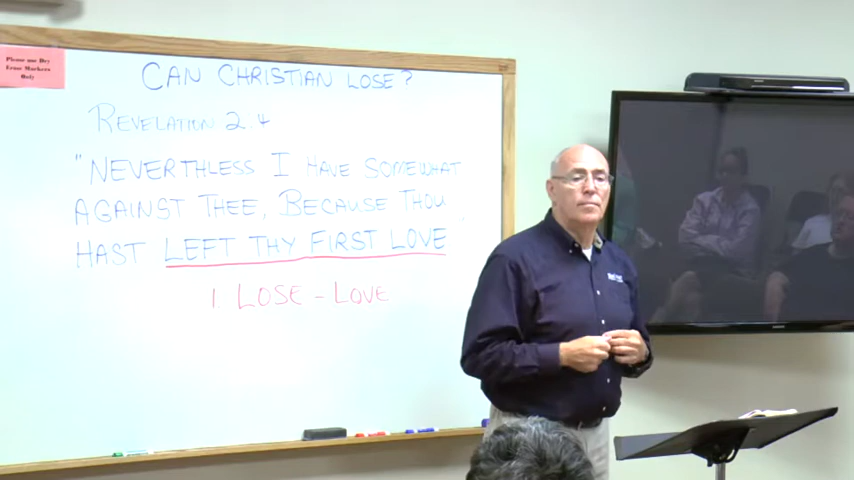 Please use Dry
Erase Markers
Only
CAN CHRISTIAN LOSE?
REVELATION 2.4
"NEVERTHLESS I HAVE SOMEWHAT
AGAINST THEE, BECAUSE THOU
HAST LEFT THY FIRST LOVE
1. LOSE - LOVE